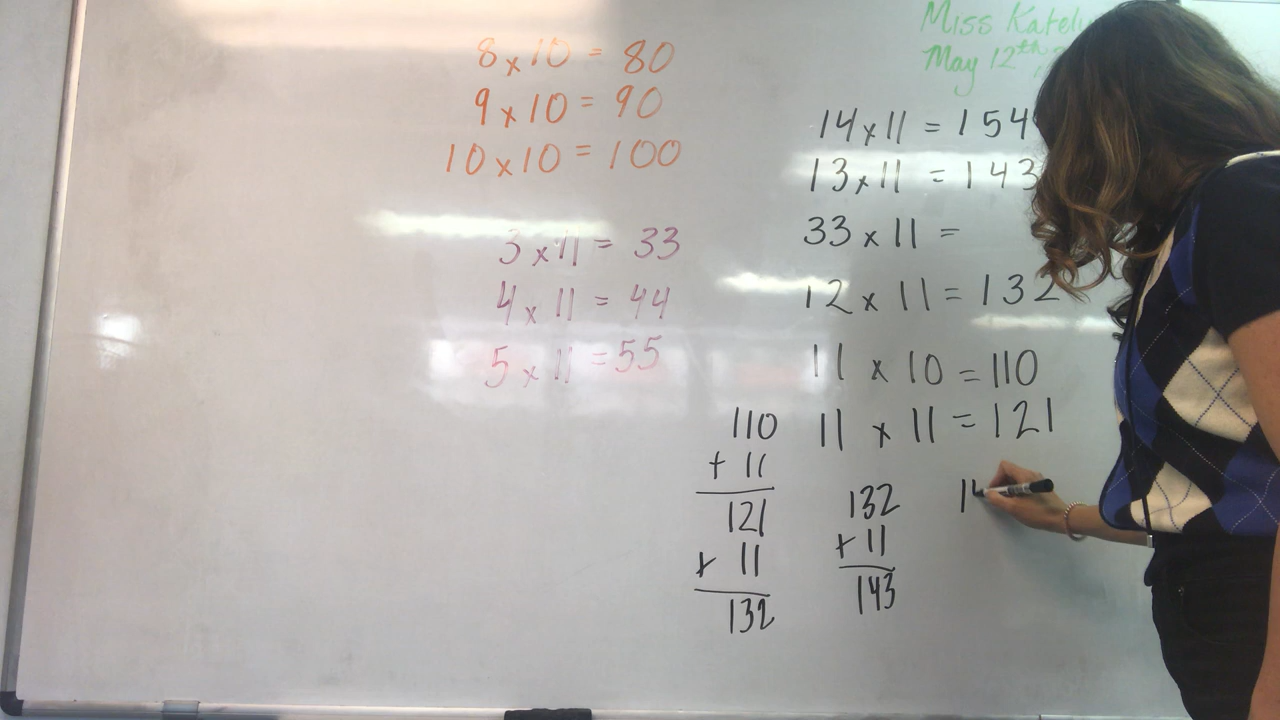 8 x 10 = 80
9 x 10 = 90
10 x 10 = 100
3 x 11 = 33
4 x 11 = 44
5 x 11 = 55
Miss
May 12th
14 x 11 = 154
13 x 11 = 143
33 x 11 =
12 x 11 = 132
11 x 10 = 110
11 x 11 = 121
110
+ 11
121
+ 11
132
132
+ 11
143
14